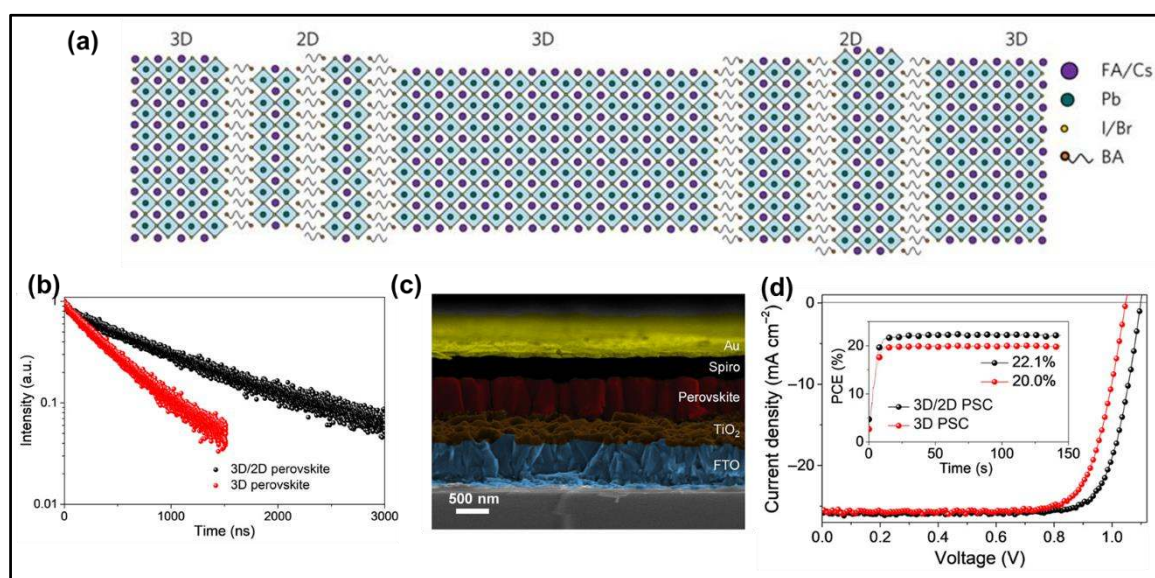 (a)
3D 2D 3D 2D 3D
FA/Cs
Pb
I/Br
BA
(b)
Intensity (a.u.)
1
0.1
0.01
0 1000 2000 3000
Time (ns)
3D/2D perovskite
3D perovskite
(c)
Au
Spiro
Perovskite
TiO2
FTO
500 nm
(d)
Current density (mA cm−2)
0
−10
−20
0.0 0.2 0.4 0.6 0.8 1.0
Voltage (V)
PCE (%)
20
10
0
0 50 100 150
Time (s)
22.1%
20.0%
3D/2D PSC
3D PSC